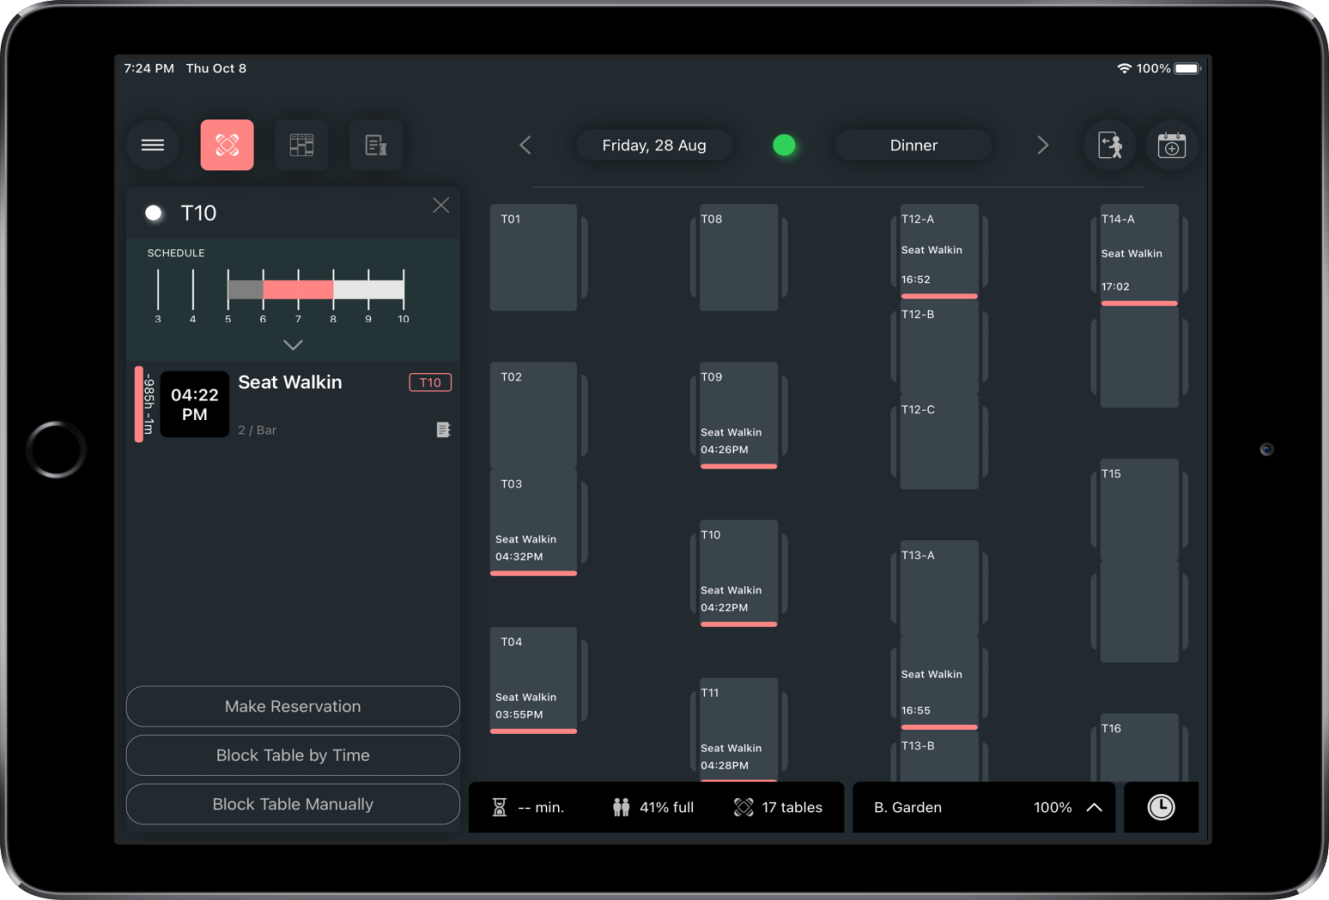 7:24 PM Thu Oct 8
100%
Friday, 28 Aug
Dinner
T10
SCHEDULE
3 4 5 6 7 8 9 10
-985h -1m
04:22
PM
Seat Walkin
T10
2 / Bar
Make Reservation
Block Table by Time
Block Table Manually
T01
T02
T03
Seat Walkin
04:32PM
T04
Seat Walkin
03:55PM
T08
T09
Seat Walkin
04:26PM
T10
Seat Walkin
04:22PM
T11
Seat Walkin
04:28PM
T12-A
Seat Walkin
16:52
T12-B
T12-C
T13-A
Seat Walkin
16:55
T13-B
T14-A
Seat Walkin
17:02
T15
T16
-- min.
41% full
17 tables
B. Garden
100%